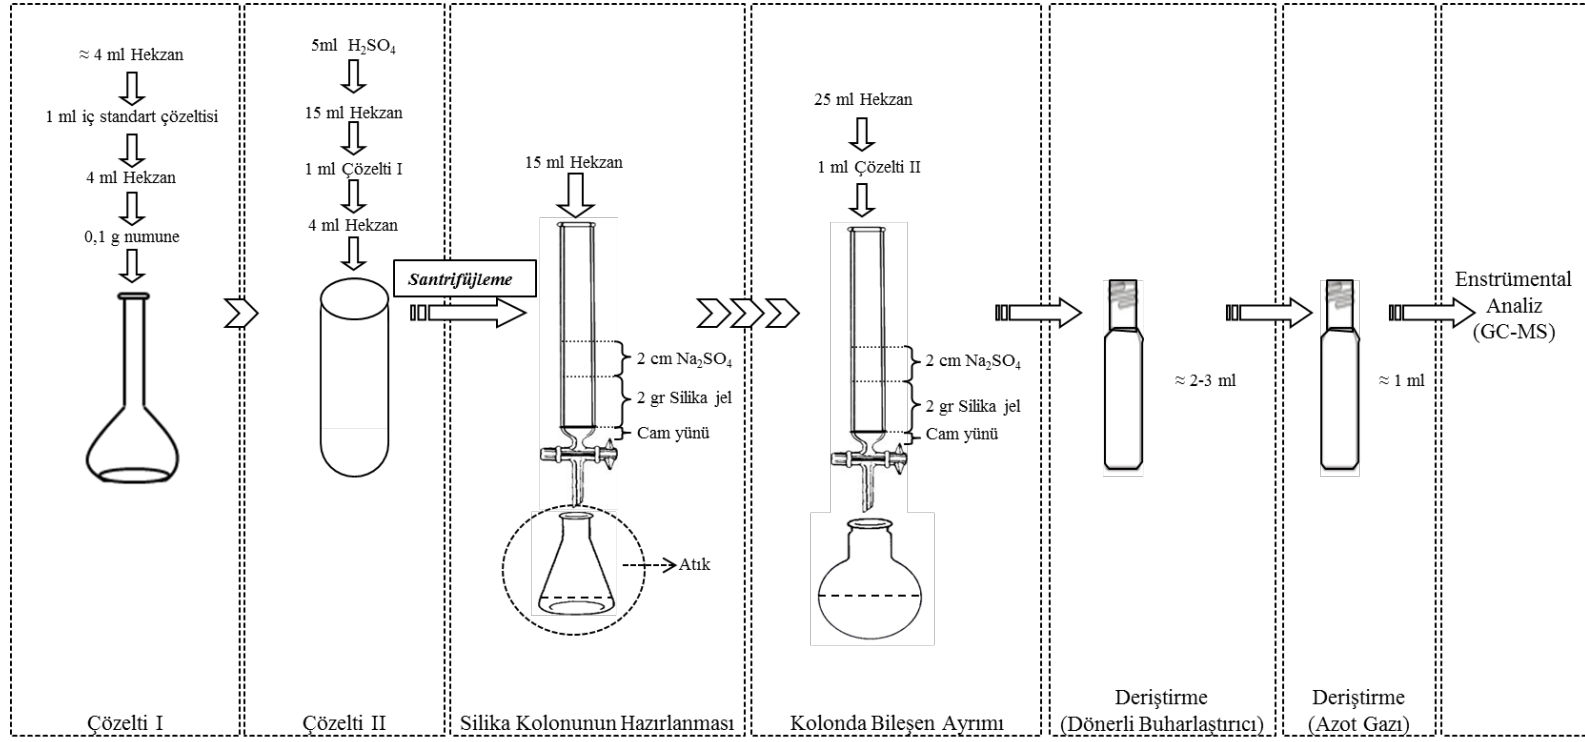 ≈ 4 ml Hekzan
1 ml iç standart çözeltisi
4 ml Hekzan
0,1 g numune
Çözelti I
5ml H₂SO₄
15 ml Hekzan
1 ml Çözelti I
4 ml Hekzan
Çözelti II
Santrifüjleme
15 ml Hekzan
2 cm Na₂SO₄
2 gr Silika jel
Cam yünü
Atık
Silika Kolonunun Hazırlanması
25 ml Hekzan
1 ml Çözelti II
2 cm Na₂SO₄
2 gr Silika jel
Cam yünü
Kolonda Bileşen Ayrımı
≈ 2-3 ml
Deriştirme
(Dönerli Buharlaştırıcı)
≈ 1 ml
Deriştirme
(Azot Gazı)
Enstrümental
Analiz
(GC-MS)